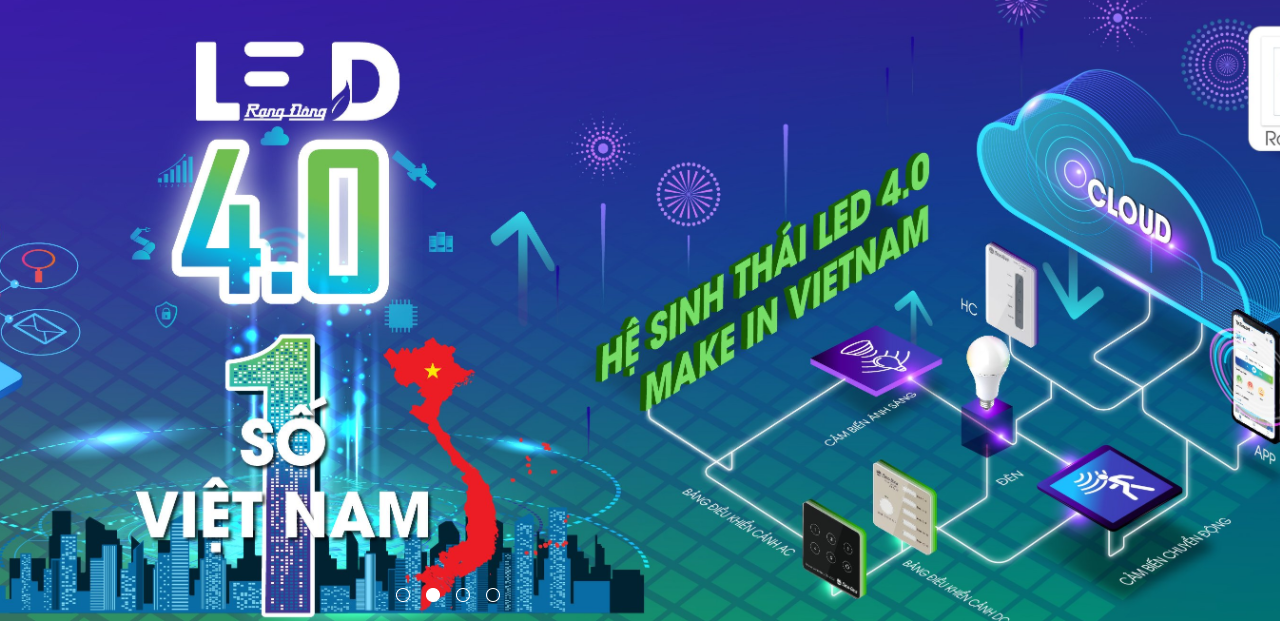 LED
Rạng Đông
4.0
1
SỐ
VIỆT NAM
HỆ SINH THÁI LED 4.0
MAKE IN VIETNAM
CLOUD
HC
CẢM BIẾN ÁNH SÁNG
ĐÈN
APP
BẢNG ĐIỀU KHIỂN CẢNH AC
BẢNG ĐIỀU KHIỂN CẢNH DC
CẢM BIẾN CHUYỂN ĐỘNG